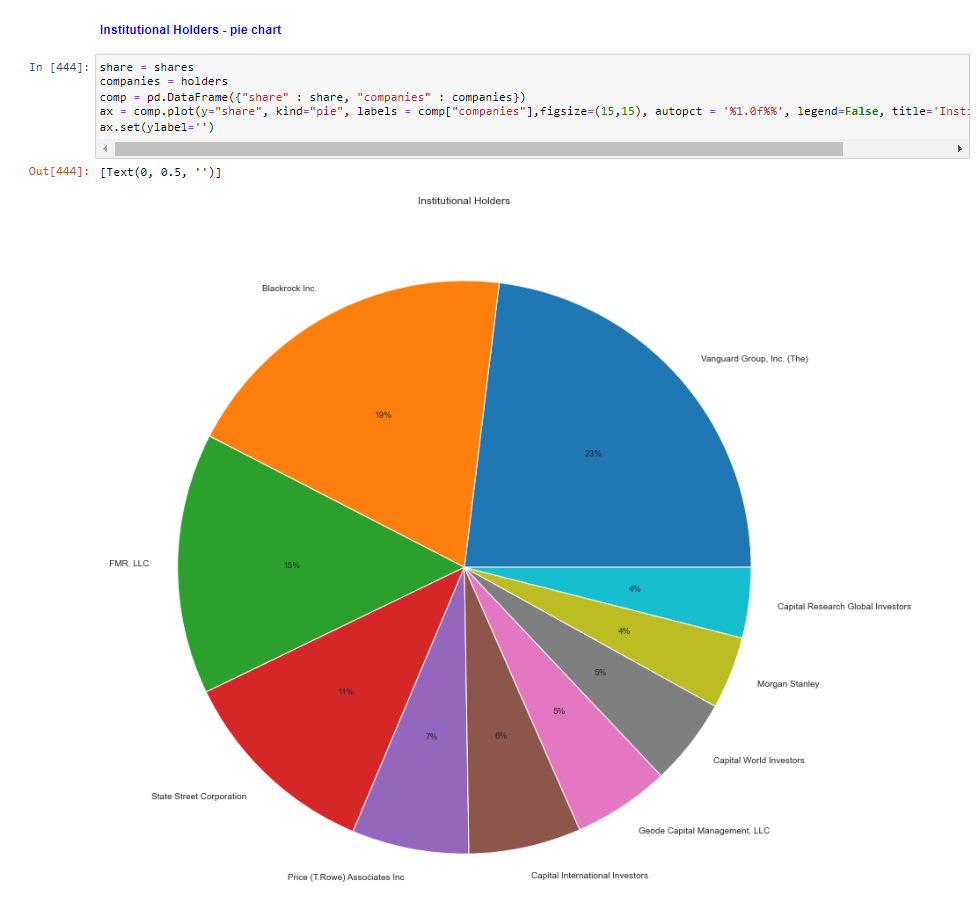 Institutional Holders - pie chart
In [444]:
share = shares
companies = holders
comp = pd.DataFrame({"share" : share, "companies" : companies})
ax = comp.plot(y="share", kind="pie", labels = comp["companies"],figsize=(15,15), autopct = '%1.0f%%', legend=False, title='Insti
ax.set(ylabel='')
Out[444]: [Text(0, 0.5, '')]
Institutional Holders
Blackrock Inc.
Vanguard Group, Inc. (The)
19%
23%
FMR, LLC
15%
4%
Capital Research Global Investors
4%
5%
Morgan Stanley
11%
5%
7%
6%
Capital World Investors
State Street Corporation
Geode Capital Management, LLC
Price (T.Rowe) Associates Inc
Capital International Investors